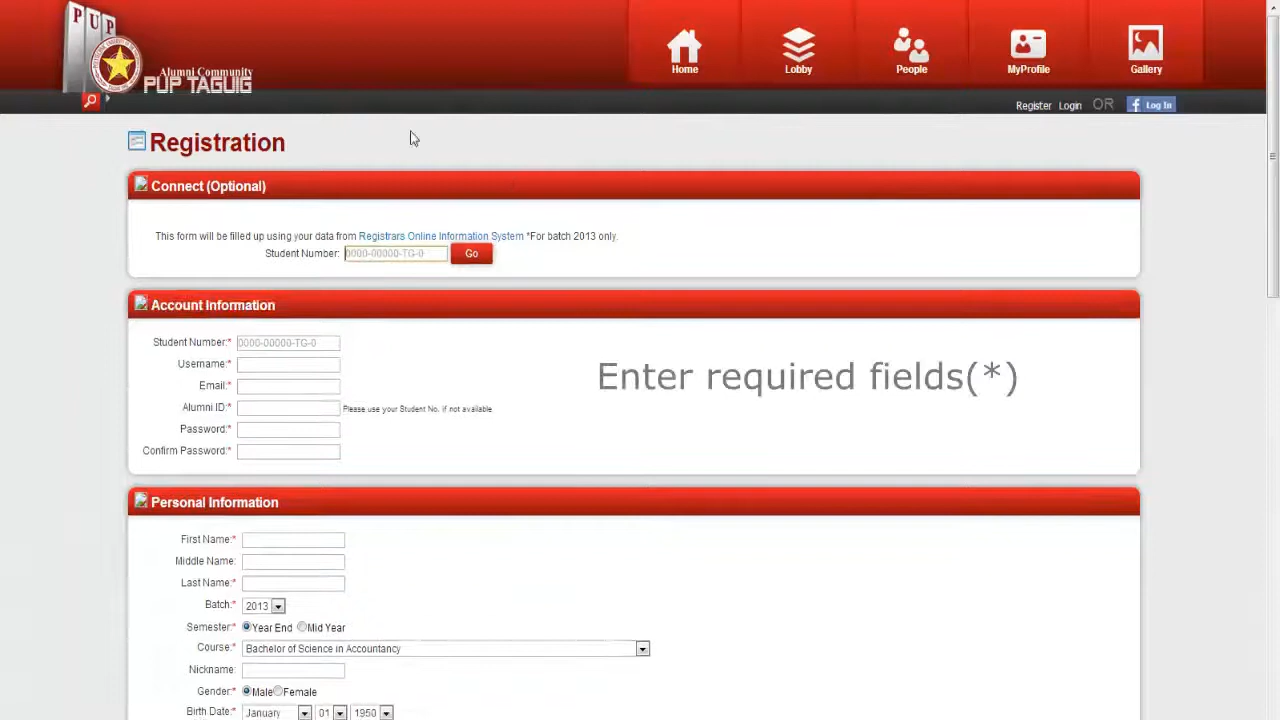 PUP
Alumni Community
PUP TAGUIG
Home
Lobby
People
MyProfile
Gallery
Register Login OR f Log In
Registration
Connect (Optional)
This form will be filled up using your data from Registrars Online Information System *For batch 2013 only.
Student Number: 0000-00000-TG-0 Go
Account Information
Student Number:* 0000-00000-TG-0
Username:*
Email:*
Alumni ID:* Please use your Student No. if not available
Password:*
Confirm Password:*
Enter required fields(*)
Personal Information
First Name:*
Middle Name:
Last Name:*
Batch:* 2013
Semester:* Year End Mid Year
Course:* Bachelor of Science in Accountancy
Nickname:
Gender:* Male Female
Birth Date:* January 01 1950